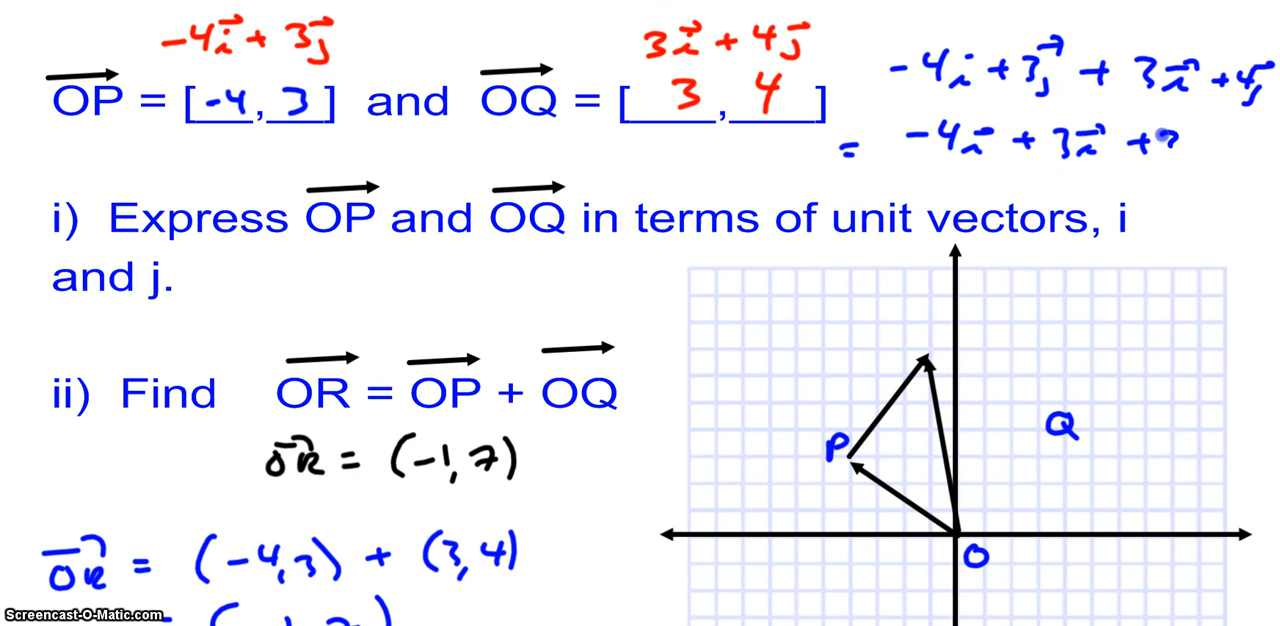 -4i⃗ + 3j⃗
3i⃗ + 4j⃗
OP = [-4, 3] and OQ = [3, 4]
-4i + 3j⃗ + 3i⃗ + 4j⃗
= -4i⃗ + 3i⃗ +
i) Express OP and OQ in terms of unit vectors, i
and j.
ii) Find OR = OP + OQ
OR = (-1, 7)
OR = (-4, 3) + (3, 4)
P
Q
O
Screencast-O-Matic.com